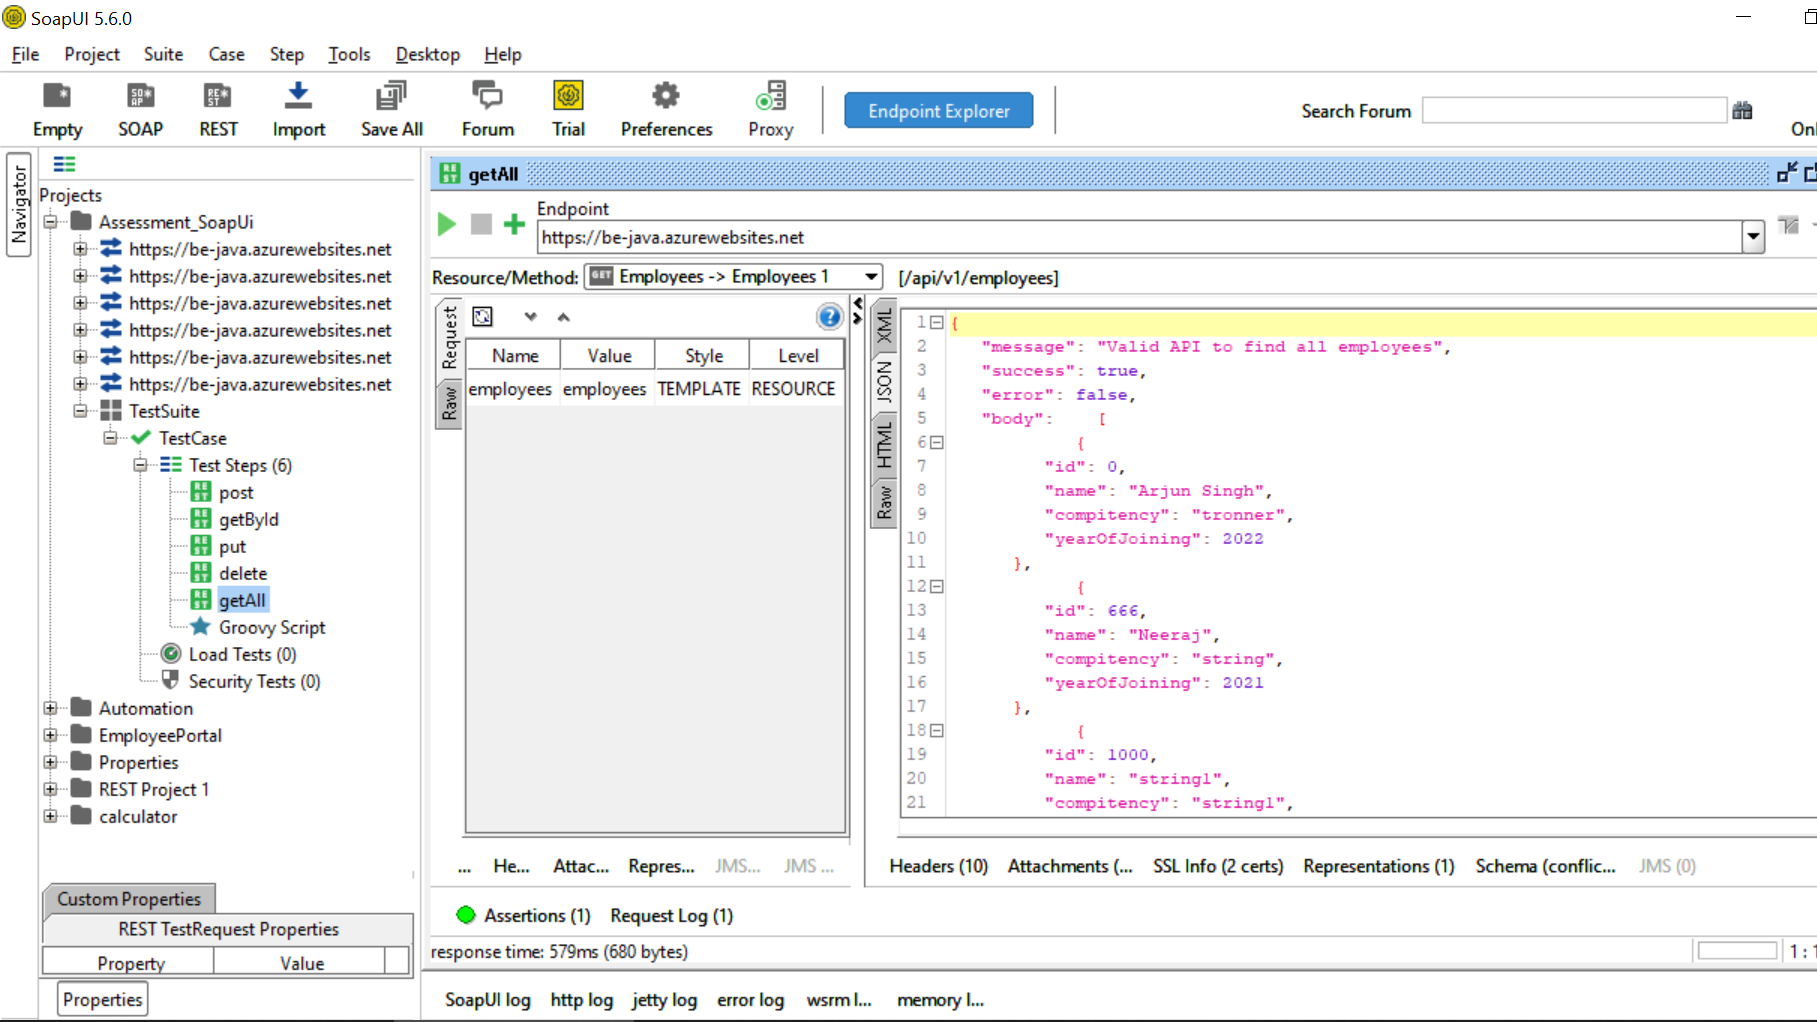 SoapUI 5.6.0
File Project Suite Case Step Tools Desktop Help
Empty SOAP REST Import Save All Forum Trial Preferences Proxy Endpoint Explorer Search Forum Onl
Navigator
Projects
Assessment_SoapUi
https://be-java.azurewebsites.net
https://be-java.azurewebsites.net
https://be-java.azurewebsites.net
https://be-java.azurewebsites.net
https://be-java.azurewebsites.net
https://be-java.azurewebsites.net
TestSuite
TestCase
Test Steps (6)
post
getById
put
delete
getAll
Groovy Script
Load Tests (0)
Security Tests (0)
Automation
EmployeePortal
Properties
REST Project 1
calculator
Custom Properties
REST TestRequest Properties
Property Value
Properties
getAll
Endpoint
https://be-java.azurewebsites.net
Resource/Method: GET Employees -> Employees 1 [/api/v1/employees]
Request
Raw
Name Value Style Level
employees employees TEMPLATE RESOURCE
XML
JSON
HTML
Raw
1 {
2 "message": "Valid API to find all employees",
3 "success": true,
4 "error": false,
5 "body": [
6 {
7 "id": 0,
8 "name": "Arjun Singh",
9 "compitency": "tronner",
10 "yearOfJoining": 2022
11 },
12 {
13 "id": 666,
14 "name": "Neeraj",
15 "compitency": "string",
16 "yearOfJoining": 2021
17 },
18 {
19 "id": 1000,
20 "name": "string1",
21 "compitency": "string1",
... He... Attac... Repres... JMS... JMS ...
Headers (10) Attachments (... SSL Info (2 certs) Representations (1) Schema (conflic... JMS (0)
Assertions (1) Request Log (1)
response time: 579ms (680 bytes) 1 : 1
SoapUI log http log jetty log error log wsrm l... memory l...